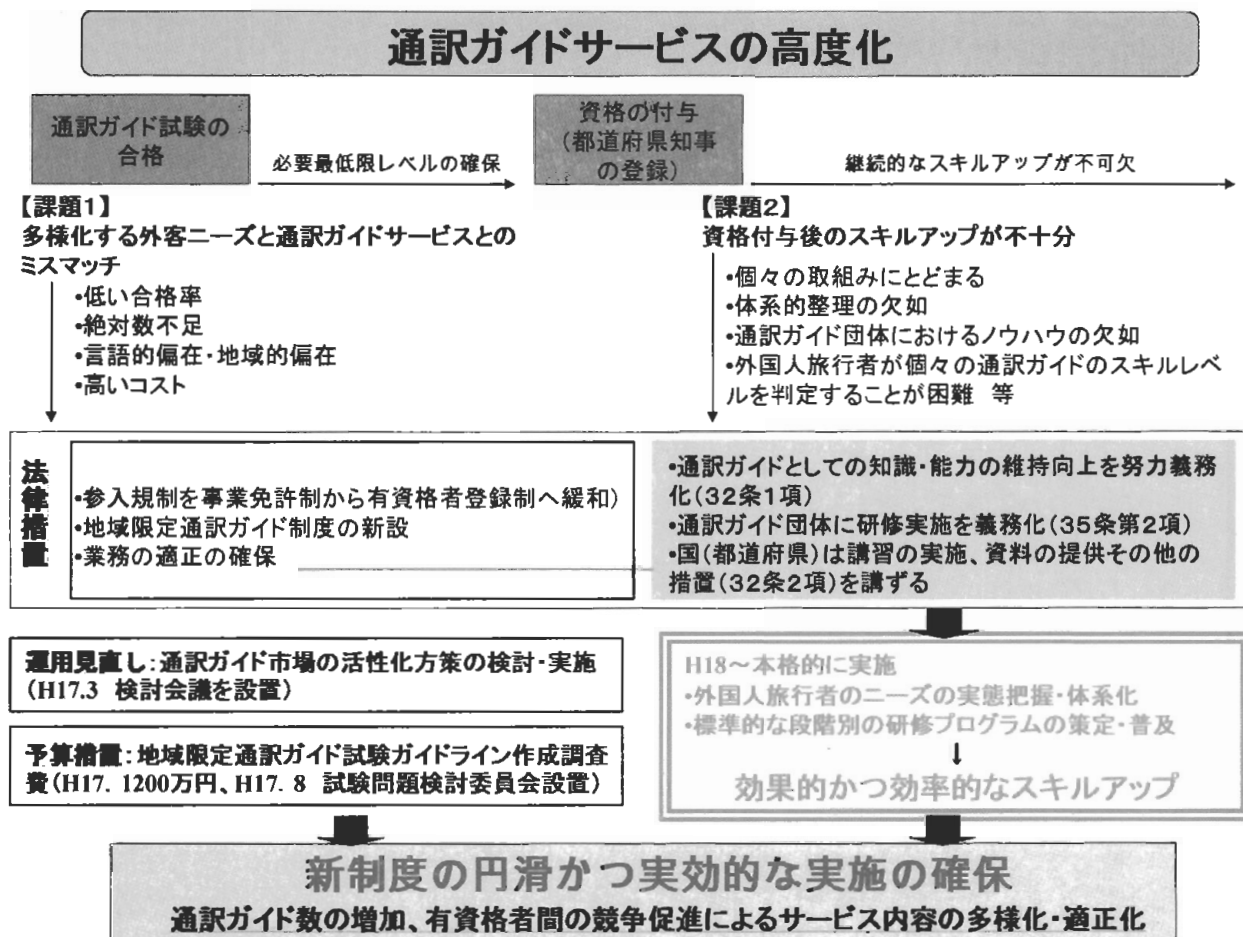 通訳ガイドサービスの高度化
通訳ガイド試験の
合格
必要最低限レベルの確保
資格の付与
(都道府県知事
の登録)
継続的なスキルアップが不可欠
【課題1】
多様化する外客ニーズと通訳ガイドサービスとの
ミスマッチ
•低い合格率
•絶対数不足
•言語的偏在・地域的偏在
•高いコスト
【課題2】
資格付与後のスキルアップが不十分
•個々の取組みにとどまる
•体系的整理の欠如
•通訳ガイド団体におけるノウハウの欠如
•外国人旅行者が個々の通訳ガイドのスキルレベ
ルを判定することが困難 等
法律措置
•参入規制を事業免許制から有資格者登録制へ緩和)
•地域限定通訳ガイド制度の新設
•業務の適正の確保
•通訳ガイドとしての知識・能力の維持向上を努力義務
化(32条1項)
•通訳ガイド団体に研修実施を義務化(35条第2項)
•国(都道府県)は講習の実施、資料の提供その他の
措置(32条2項)を講ずる
運用見直し:通訳ガイド市場の活性化方策の検討・実施
(H17.3 検討会議を設置)
予算措置:地域限定通訳ガイド試験ガイドライン作成調査
費(H17. 1200万円、H17. 8 試験問題検討委員会設置)
H18～本格的に実施
•外国人旅行者のニーズの実態把握・体系化
•標準的な段階別の研修プログラムの策定・普及
効果的かつ効率的なスキルアップ
新制度の円滑かつ実効的な実施の確保
通訳ガイド数の増加、有資格者間の競争促進によるサービス内容の多様化・適正化